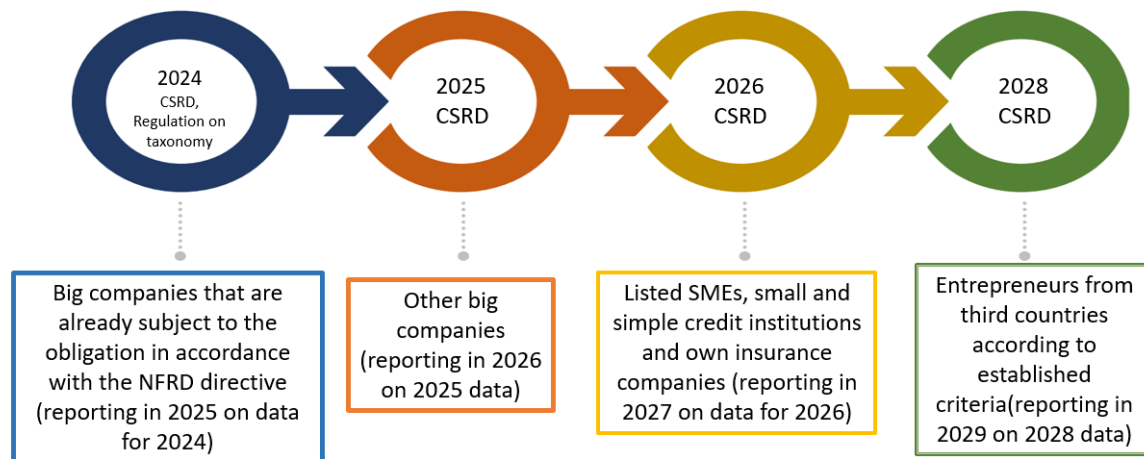 2024
CSRD,
Regulation on
taxonomy
2025
CSRD
2026
CSRD
2028
CSRD
Big companies that are
already subject to the
obligation in accordance
with the NFRD directive
(reporting in 2025 on data
for 2024)
Other big
companies
(reporting in 2026
on 2025 data)
Listed SMEs, small and
simple credit institutions
and own insurance
companies (reporting in
2027 on data for 2026)
Entrepreneurs from
third countries
according to
established
criteria(reporting in
2029 on 2028 data)